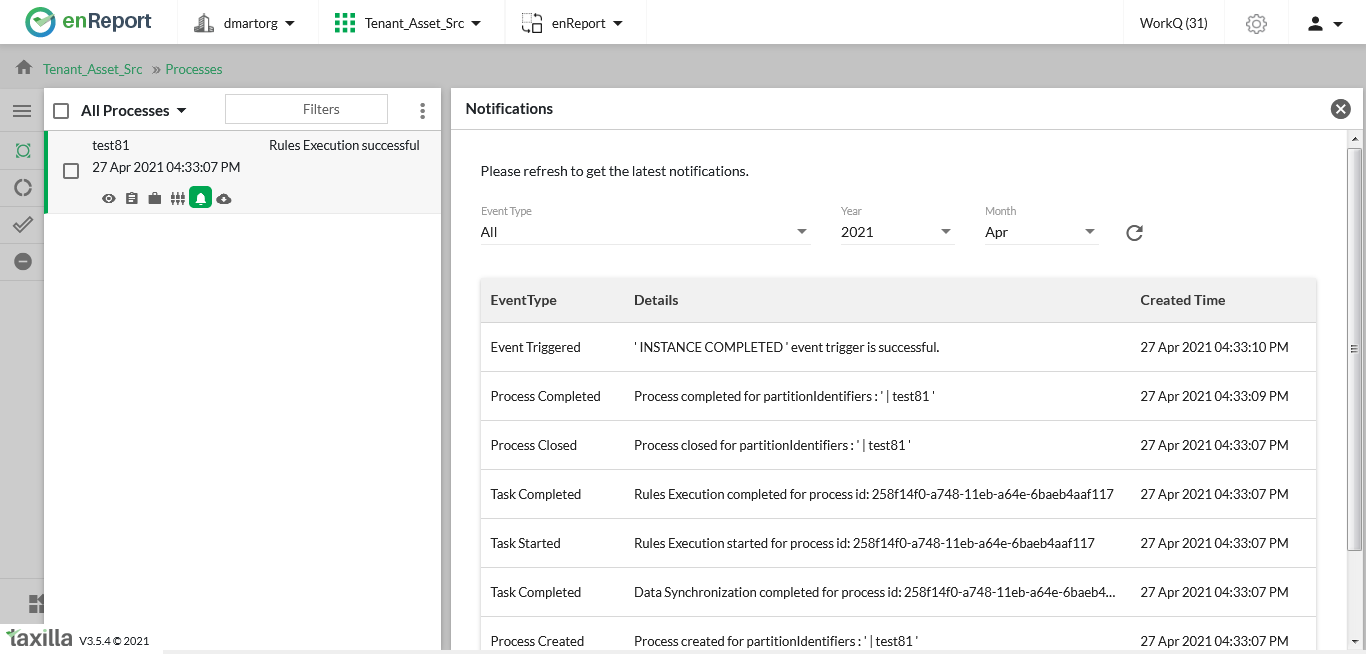 enReport
dmartorg
Tenant_Asset_Src
enReport
WorkQ (31)
Tenant_Asset_Src » Processes
All Processes
Filters
test81
Rules Execution successful
27 Apr 2021 04:33:07 PM
Notifications
Please refresh to get the latest notifications.
Event Type
Year
Month
All
2021
Apr
EventType Details Created Time
Event Triggered ' INSTANCE COMPLETED ' event trigger is successful. 27 Apr 2021 04:33:10 PM
Process Completed Process completed for partitionIdentifiers : ' | test81 ' 27 Apr 2021 04:33:09 PM
Process Closed Process closed for partitionIdentifiers : ' | test81 ' 27 Apr 2021 04:33:07 PM
Task Completed Rules Execution completed for process id: 258f14f0-a748-11eb-a64e-6baeb4aaf117 27 Apr 2021 04:33:07 PM
Task Started Rules Execution started for process id: 258f14f0-a748-11eb-a64e-6baeb4aaf117 27 Apr 2021 04:33:07 PM
Task Completed Data Synchronization completed for process id: 258f14f0-a748-11eb-a64e-6baeb4... 27 Apr 2021 04:33:07 PM
Process Created Process created for partitionIdentifiers : ' | test81 ' 27 Apr 2021 04:33:07 PM
taxilla V3.5.4 © 2021